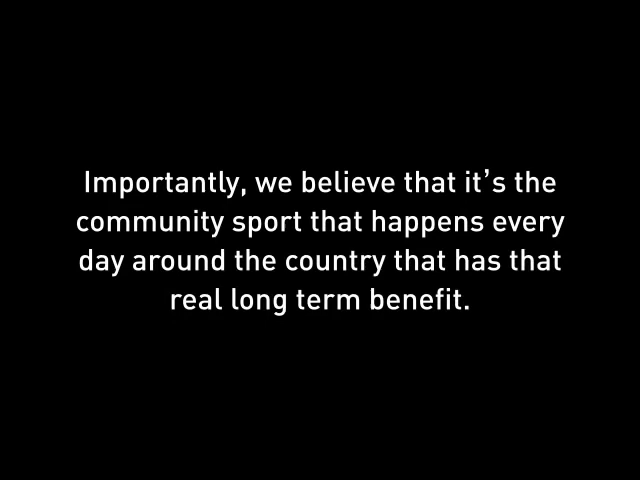 Importantly, we believe that it’s the
community sport that happens every
day around the country that has that
real long term benefit.